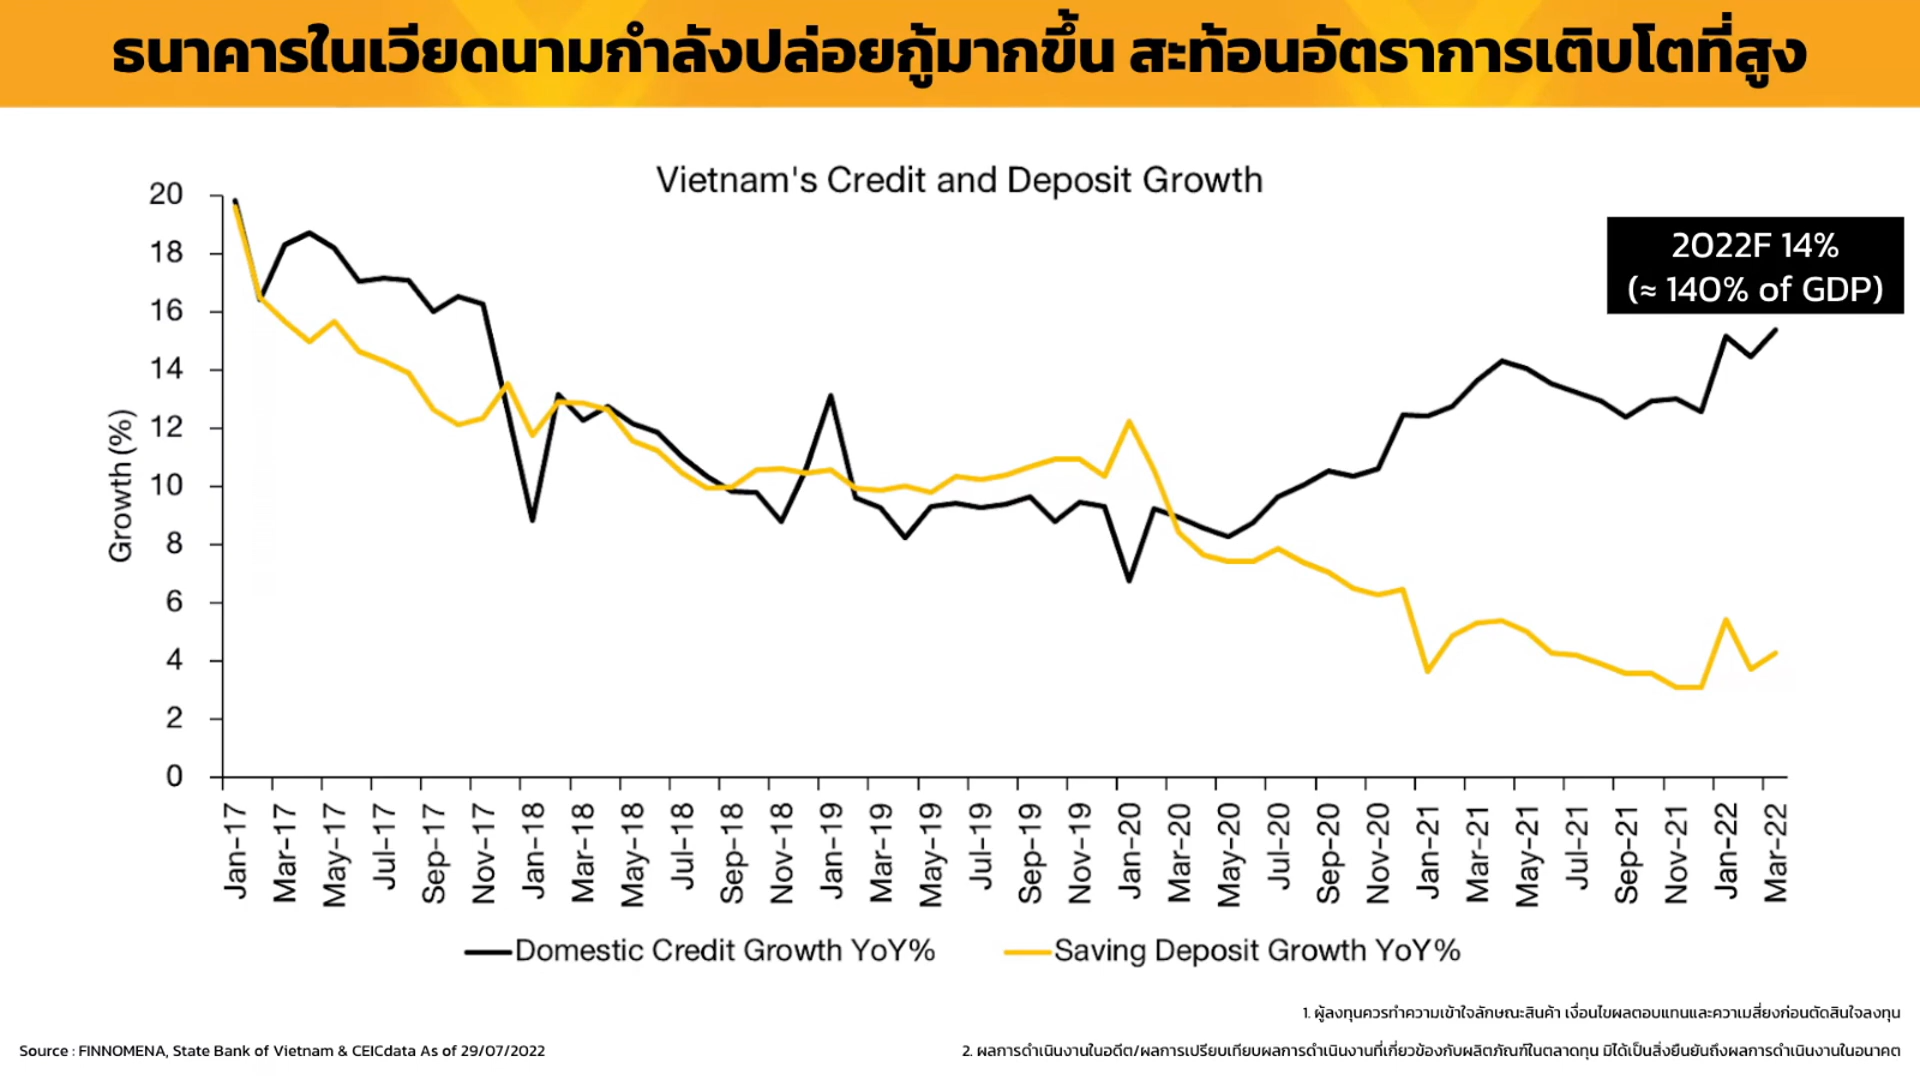 ธนาคารในเวียดนามกำลังปล่อยกู้มากขึ้น สะท้อนอัตราการเติบโตที่สูง
Vietnam's Credit and Deposit Growth
2022F 14%
(≈ 140% of GDP)
Growth (%)
20
18
16
14
12
10
8
6
4
2
0
Jan-17
Mar-17
May-17
Jul-17
Sep-17
Nov-17
Jan-18
Mar-18
May-18
Jul-18
Sep-18
Nov-18
Jan-19
Mar-19
May-19
Jul-19
Sep-19
Nov-19
Jan-20
Mar-20
May-20
Jul-20
Sep-20
Nov-20
Jan-21
Mar-21
May-21
Jul-21
Sep-21
Nov-21
Jan-22
Mar-22
Domestic Credit Growth YoY%
Saving Deposit Growth YoY%
1. ผู้ลงทุนควรทำความเข้าใจลักษณะสินค้า เงื่อนไขผลตอบแทนและความเสี่ยงก่อนตัดสินใจลงทุน
Source : FINNOMENA, State Bank of Vietnam & CEICdata As of 29/07/2022
2. ผลการดำเนินงานในอดีต/ผลการเปรียบเทียบผลการดำเนินงานที่เกี่ยวข้องกับผลิตภัณฑ์ในตลาดทุน มิได้เป็นสิ่งยืนยันถึงผลการดำเนินงานในอนาคต